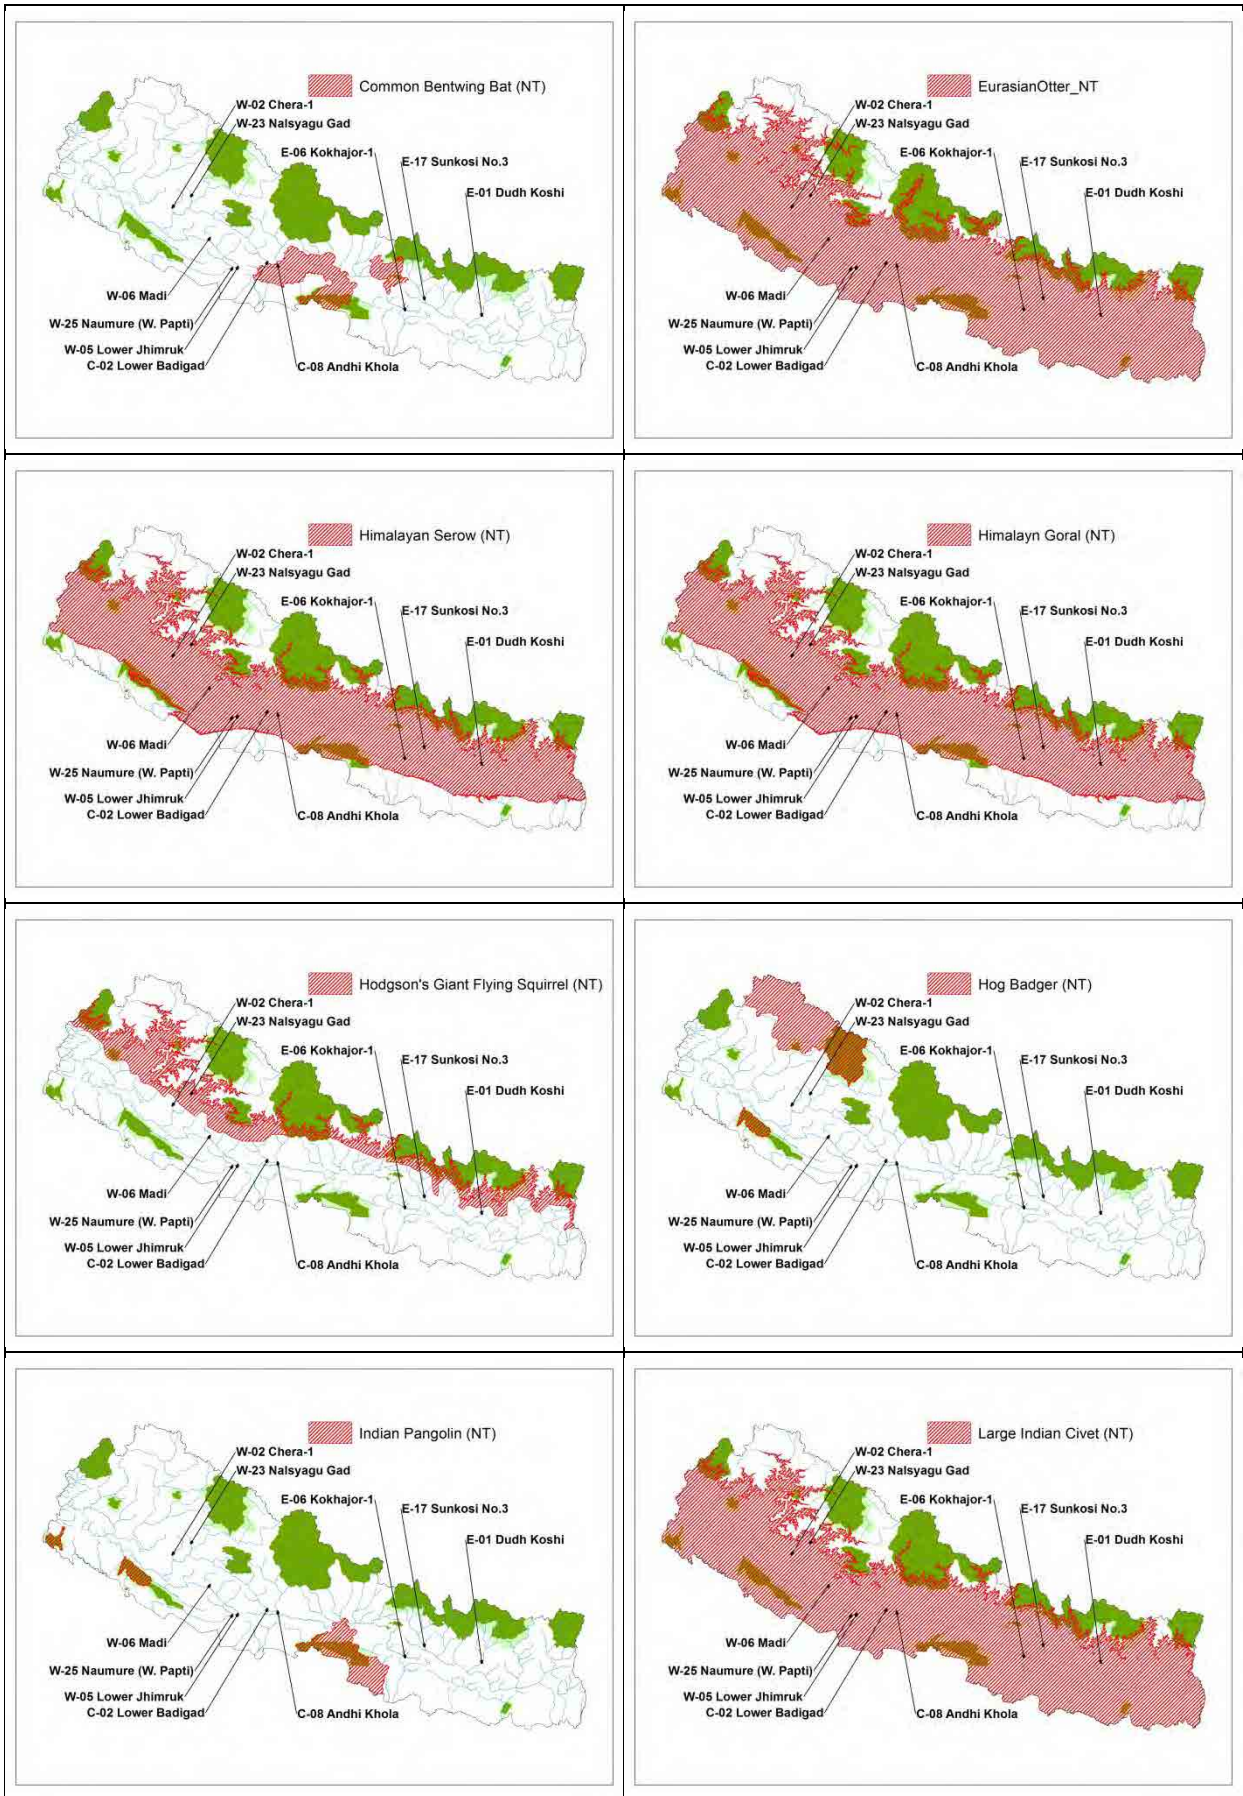 Common Bentwing Bat (NT)
W-02 Chera-1
W-23 Nalsyagu Gad
E-06 Kokhajor-1
E-17 Sunkosi No.3
E-01 Dudh Koshi
W-06 Madi
W-25 Naumure (W. Papti)
W-05 Lower Jhimruk
C-02 Lower Badigad
C-08 Andhi Khola
EurasianOtter_NT
W-02 Chera-1
W-23 Nalsyagu Gad
E-06 Kokhajor-1
E-17 Sunkosi No.3
E-01 Dudh Koshi
W-06 Madi
W-25 Naumure (W. Papti)
W-05 Lower Jhimruk
C-02 Lower Badigad
C-08 Andhi Khola
Himalayan Serow (NT)
W-02 Chera-1
W-23 Nalsyagu Gad
E-06 Kokhajor-1
E-17 Sunkosi No.3
E-01 Dudh Koshi
W-06 Madi
W-25 Naumure (W. Papti)
W-05 Lower Jhimruk
C-02 Lower Badigad
C-08 Andhi Khola
Himalayn Goral (NT)
W-02 Chera-1
W-23 Nalsyagu Gad
E-06 Kokhajor-1
E-17 Sunkosi No.3
E-01 Dudh Koshi
W-06 Madi
W-25 Naumure (W. Papti)
W-05 Lower Jhimruk
C-02 Lower Badigad
C-08 Andhi Khola
Hodgson's Giant Flying Squirrel (NT)
W-02 Chera-1
W-23 Nalsyagu Gad
E-06 Kokhajor-1
E-17 Sunkosi No.3
E-01 Dudh Koshi
W-06 Madi
W-25 Naumure (W. Papti)
W-05 Lower Jhimruk
C-02 Lower Badigad
C-08 Andhi Khola
Hog Badger (NT)
W-02 Chera-1
W-23 Nalsyagu Gad
E-06 Kokhajor-1
E-17 Sunkosi No.3
E-01 Dudh Koshi
W-06 Madi
W-25 Naumure (W. Papti)
W-05 Lower Jhimruk
C-02 Lower Badigad
C-08 Andhi Khola
Indian Pangolin (NT)
W-02 Chera-1
W-23 Nalsyagu Gad
E-06 Kokhajor-1
E-17 Sunkosi No.3
E-01 Dudh Koshi
W-06 Madi
W-25 Naumure (W. Papti)
W-05 Lower Jhimruk
C-02 Lower Badigad
C-08 Andhi Khola
Large Indian Civet (NT)
W-02 Chera-1
W-23 Nalsyagu Gad
E-06 Kokhajor-1
E-17 Sunkosi No.3
E-01 Dudh Koshi
W-06 Madi
W-25 Naumure (W. Papti)
W-05 Lower Jhimruk
C-02 Lower Badigad
C-08 Andhi Khola